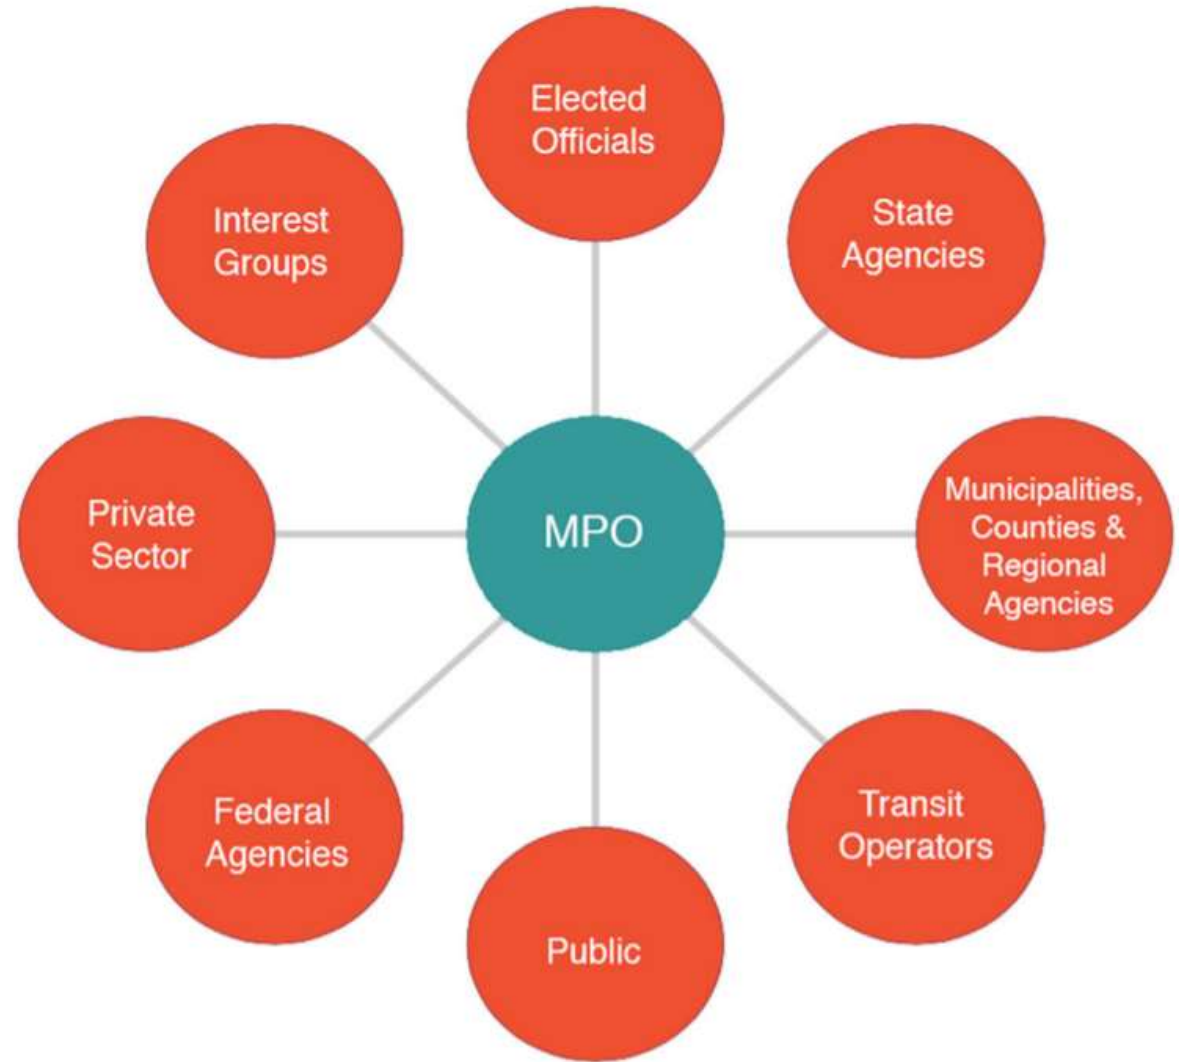 Elected
Officials
State
Agencies
Municipalities,
Counties &
Regional
Agencies
Transit
Operators
Public
Federal
Agencies
Private
Sector
Interest
Groups
MPO